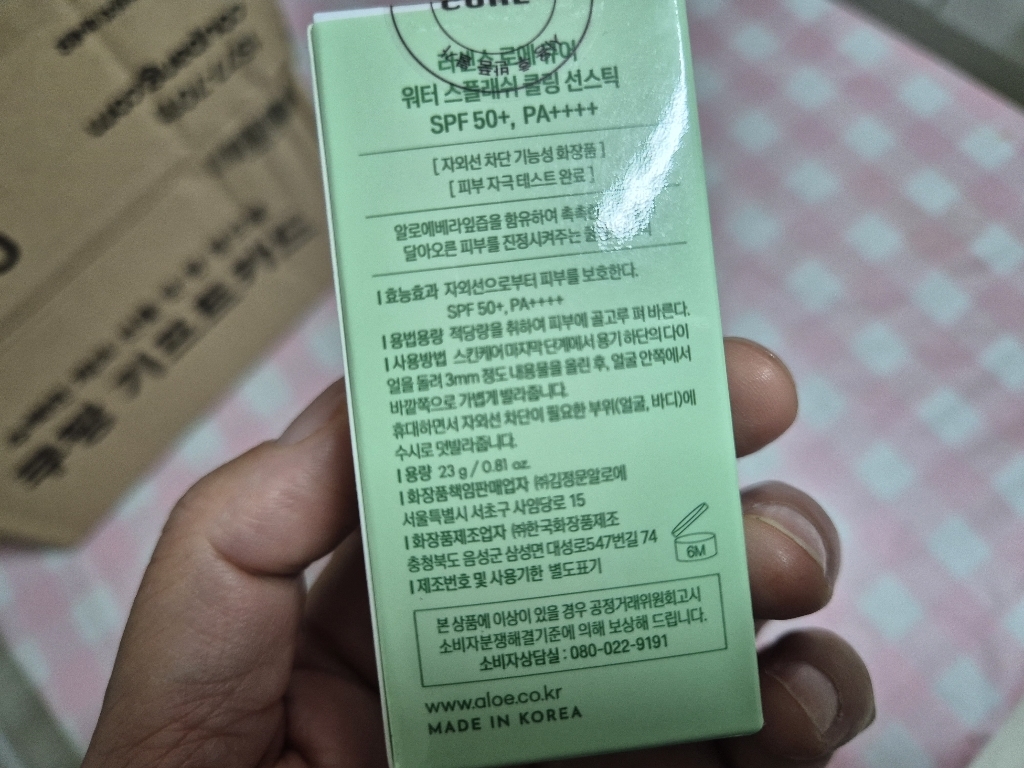 CURE
라센스 로에 큐어
워터 스플래쉬 쿨링 선스틱
SPF 50+, PA++++
[ 자외선 차단 기능성 화장품 ]
[ 피부 자극 테스트 완료 ]
알로에베라잎즙을 함유하여
달아오른 피부를 진정시켜주는
| 효능효과 자외선으로부터 피부를 보호한다.
SPF 50+, PA++++
| 용법용량 적당량을 취하여 피부에 골고루 펴 바른다.
| 사용방법 스킨케어 마지막 단계에서 용기 하단의 다이
얼을 돌려 3mm 정도 내용물을 올린 후, 얼굴 안쪽에서
바깥쪽으로 가볍게 발라줍니다.
휴대하면서 자외선 차단이 필요한 부위(얼굴, 바디)에
수시로 덧발라줍니다.
| 용량 23 g / 0.81 oz.
| 화장품책임판매업자 ㈜김정문알로에
서울특별시 서초구 사임당로 15
| 화장품제조업자 ㈜한국화장품제조
충청북도 음성군 삼성면 대성로547번길 74
6M
| 제조번호 및 사용기한 별도표기
본 상품에 이상이 있을 경우 공정거래위원회고시
소비자분쟁해결기준에 의해 보상해 드립니다.
소비자상담실 : 080-022-9191
www.aloe.co.kr
MADE IN KOREA
쿠팡 기프트카드